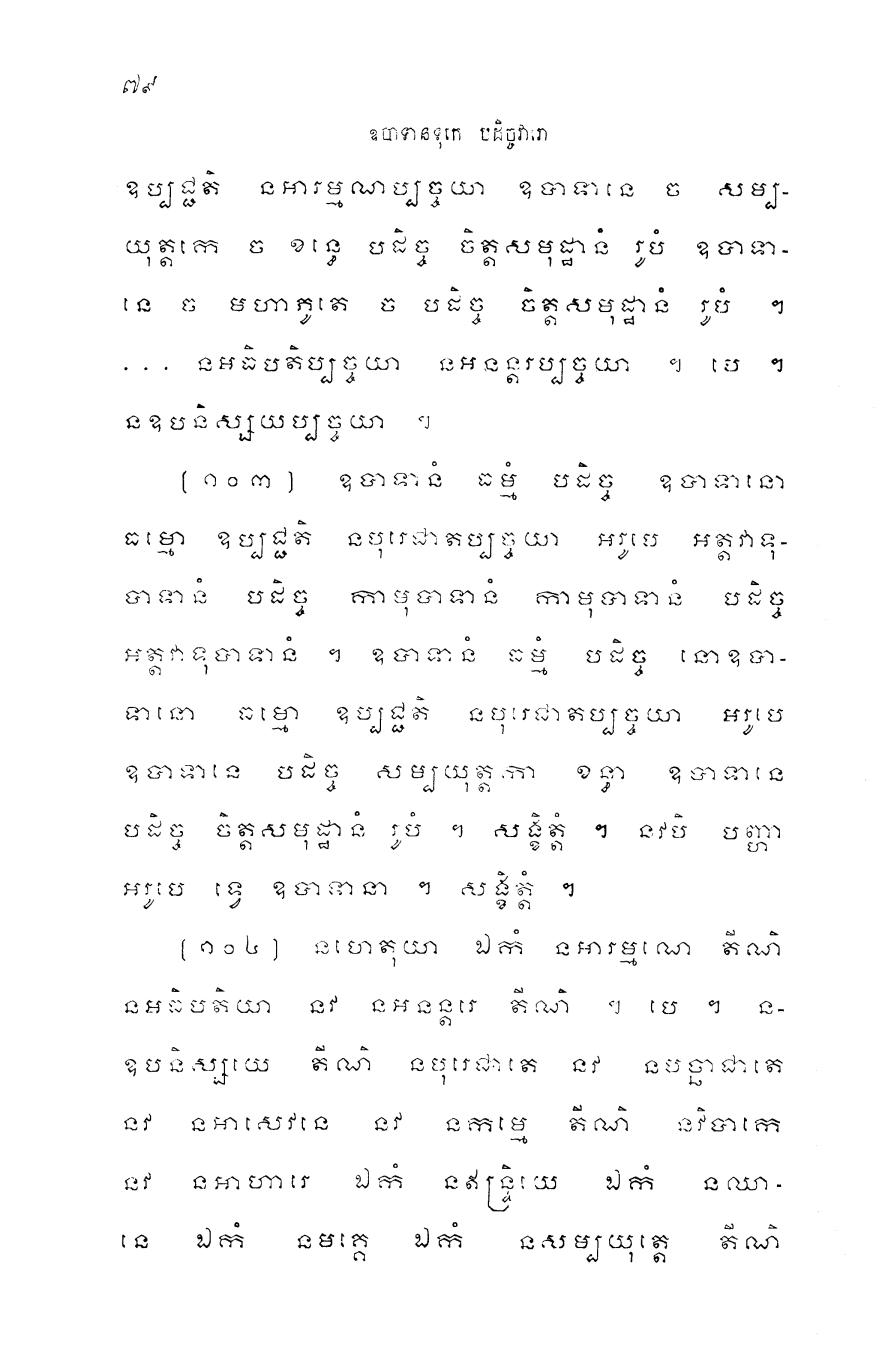 ៧៩
ឧបាទានទុកេ បដិច្ចវារោ
ឧប្បជ្ជតិ នអារម្មណប្បច្ចយា ឧបាទានេ ច សម្ប-
យុត្តកេ ច ខន្ធេ បដិច្ច ចិត្តសមុដ្ឋានំ រូបំ ឧបាទា-
នេ ច មហាភូតេ ច បដិច្ច ចិត្តសមុដ្ឋានំ រូបំ ៗ
... នអធិបតិប្បច្ចយា នអនន្តរប្បច្ចយា ៗ បេ ៗ
នឧបនិស្សយប្បច្ចយា ៗ
[១០៣] ឧបាទានំ ធម្មំ បដិច្ច ឧបាទានោ
ធម្មោ ឧប្បជ្ជតិ នបុរេជាតប្បច្ចយា អរូបេ អត្តវាទុ-
បាទានំ បដិច្ច កាមុបាទានំ កាមុបាទានំ បដិច្ច
អត្តវាទុបាទានំ ៗ ឧបាទានំ ធម្មំ បដិច្ច នោឧបា-
ទានោ ធម្មោ ឧប្បជ្ជតិ នបុរេជាតប្បច្ចយា អរូបេ
ឧបាទានេ បដិច្ច សម្បយុត្តកា ខន្ធា ឧបាទានេ
បដិច្ច ចិត្តសមុដ្ឋានំ រូបំ ៗ សង្ខិត្តំ ៗ នវបិ បញ្ហា
អរូបេ ទ្វេ ឧបាទានា ៗ សង្ខិត្តំ ៗ
[១០៤] នហេតុយា ឯកំ នអារម្មណេ តីណិ
នអធិបតិយា នវ នអនន្តរេ តីណិ ៗ បេ ៗ ន-
ឧបនិស្សយេ តីណិ នបុរេជាតេ នវ នបច្ឆាជាតេ
នវ នអាសេវនេ នវ នកម្មេ តីណិ នវិបាកេ
នវ នអាហារេ ឯកំ នឥន្ទ្រិយេ ឯកំ នឈា-
នេ ឯកំ នមគ្គេ ឯកំ នសម្បយុត្តេ តីណិ